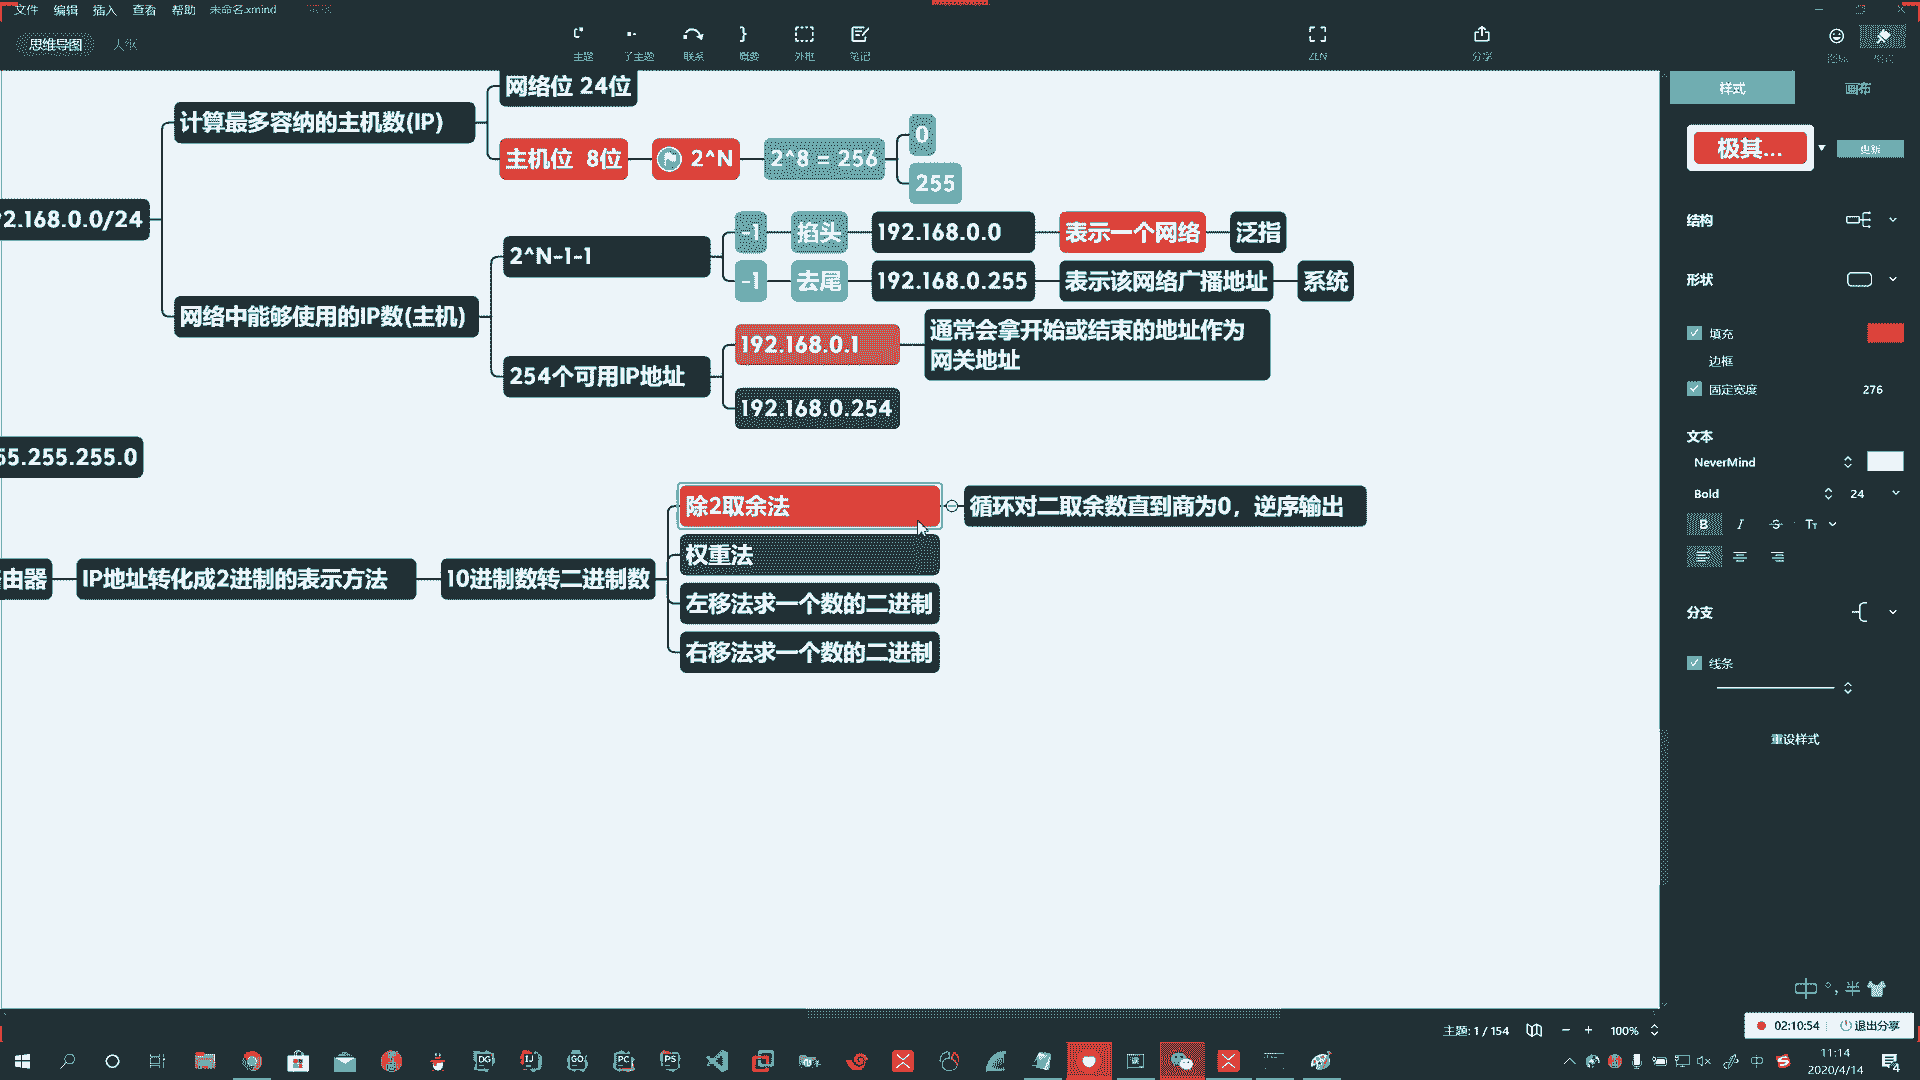 文件 编辑 插入 查看 帮助 未命名.xmind
思维导图 大纲
主题 子主题 联系 概要 外框 笔记 ZEN 分享
网络位 24位
计算最多容纳的主机数(IP)
主机位 8位
2^N
2^8 = 256
0
255
2.168.0.0/24
网络中能够使用的IP数(主机)
2^N-1-1
-1 掐头 192.168.0.0 表示一个网络 泛指
-1 去尾 192.168.0.255 表示该网络广播地址 系统
254个可用IP地址
192.168.0.1
通常会拿开始或结束的地址作为
网关地址
192.168.0.254
55.255.255.0
由器
IP地址转化成2进制的表示方法
10进制数转二进制数
除2取余法
循环对二取余数直到商为0，逆序输出
权重法
左移法求一个数的二进制
右移法求一个数的二进制
样式 画布
极其...
更新
结构
形状
填充
边框
固定宽度 276
文本
NeverMind
Bold 24
B I S Tт
分支
线条
重设样式
中 °, 半
主题: 1 / 154 − + 100%
02:10:54 退出分享
DG IJ GO PC PS
中
11:14
2020/4/14
4